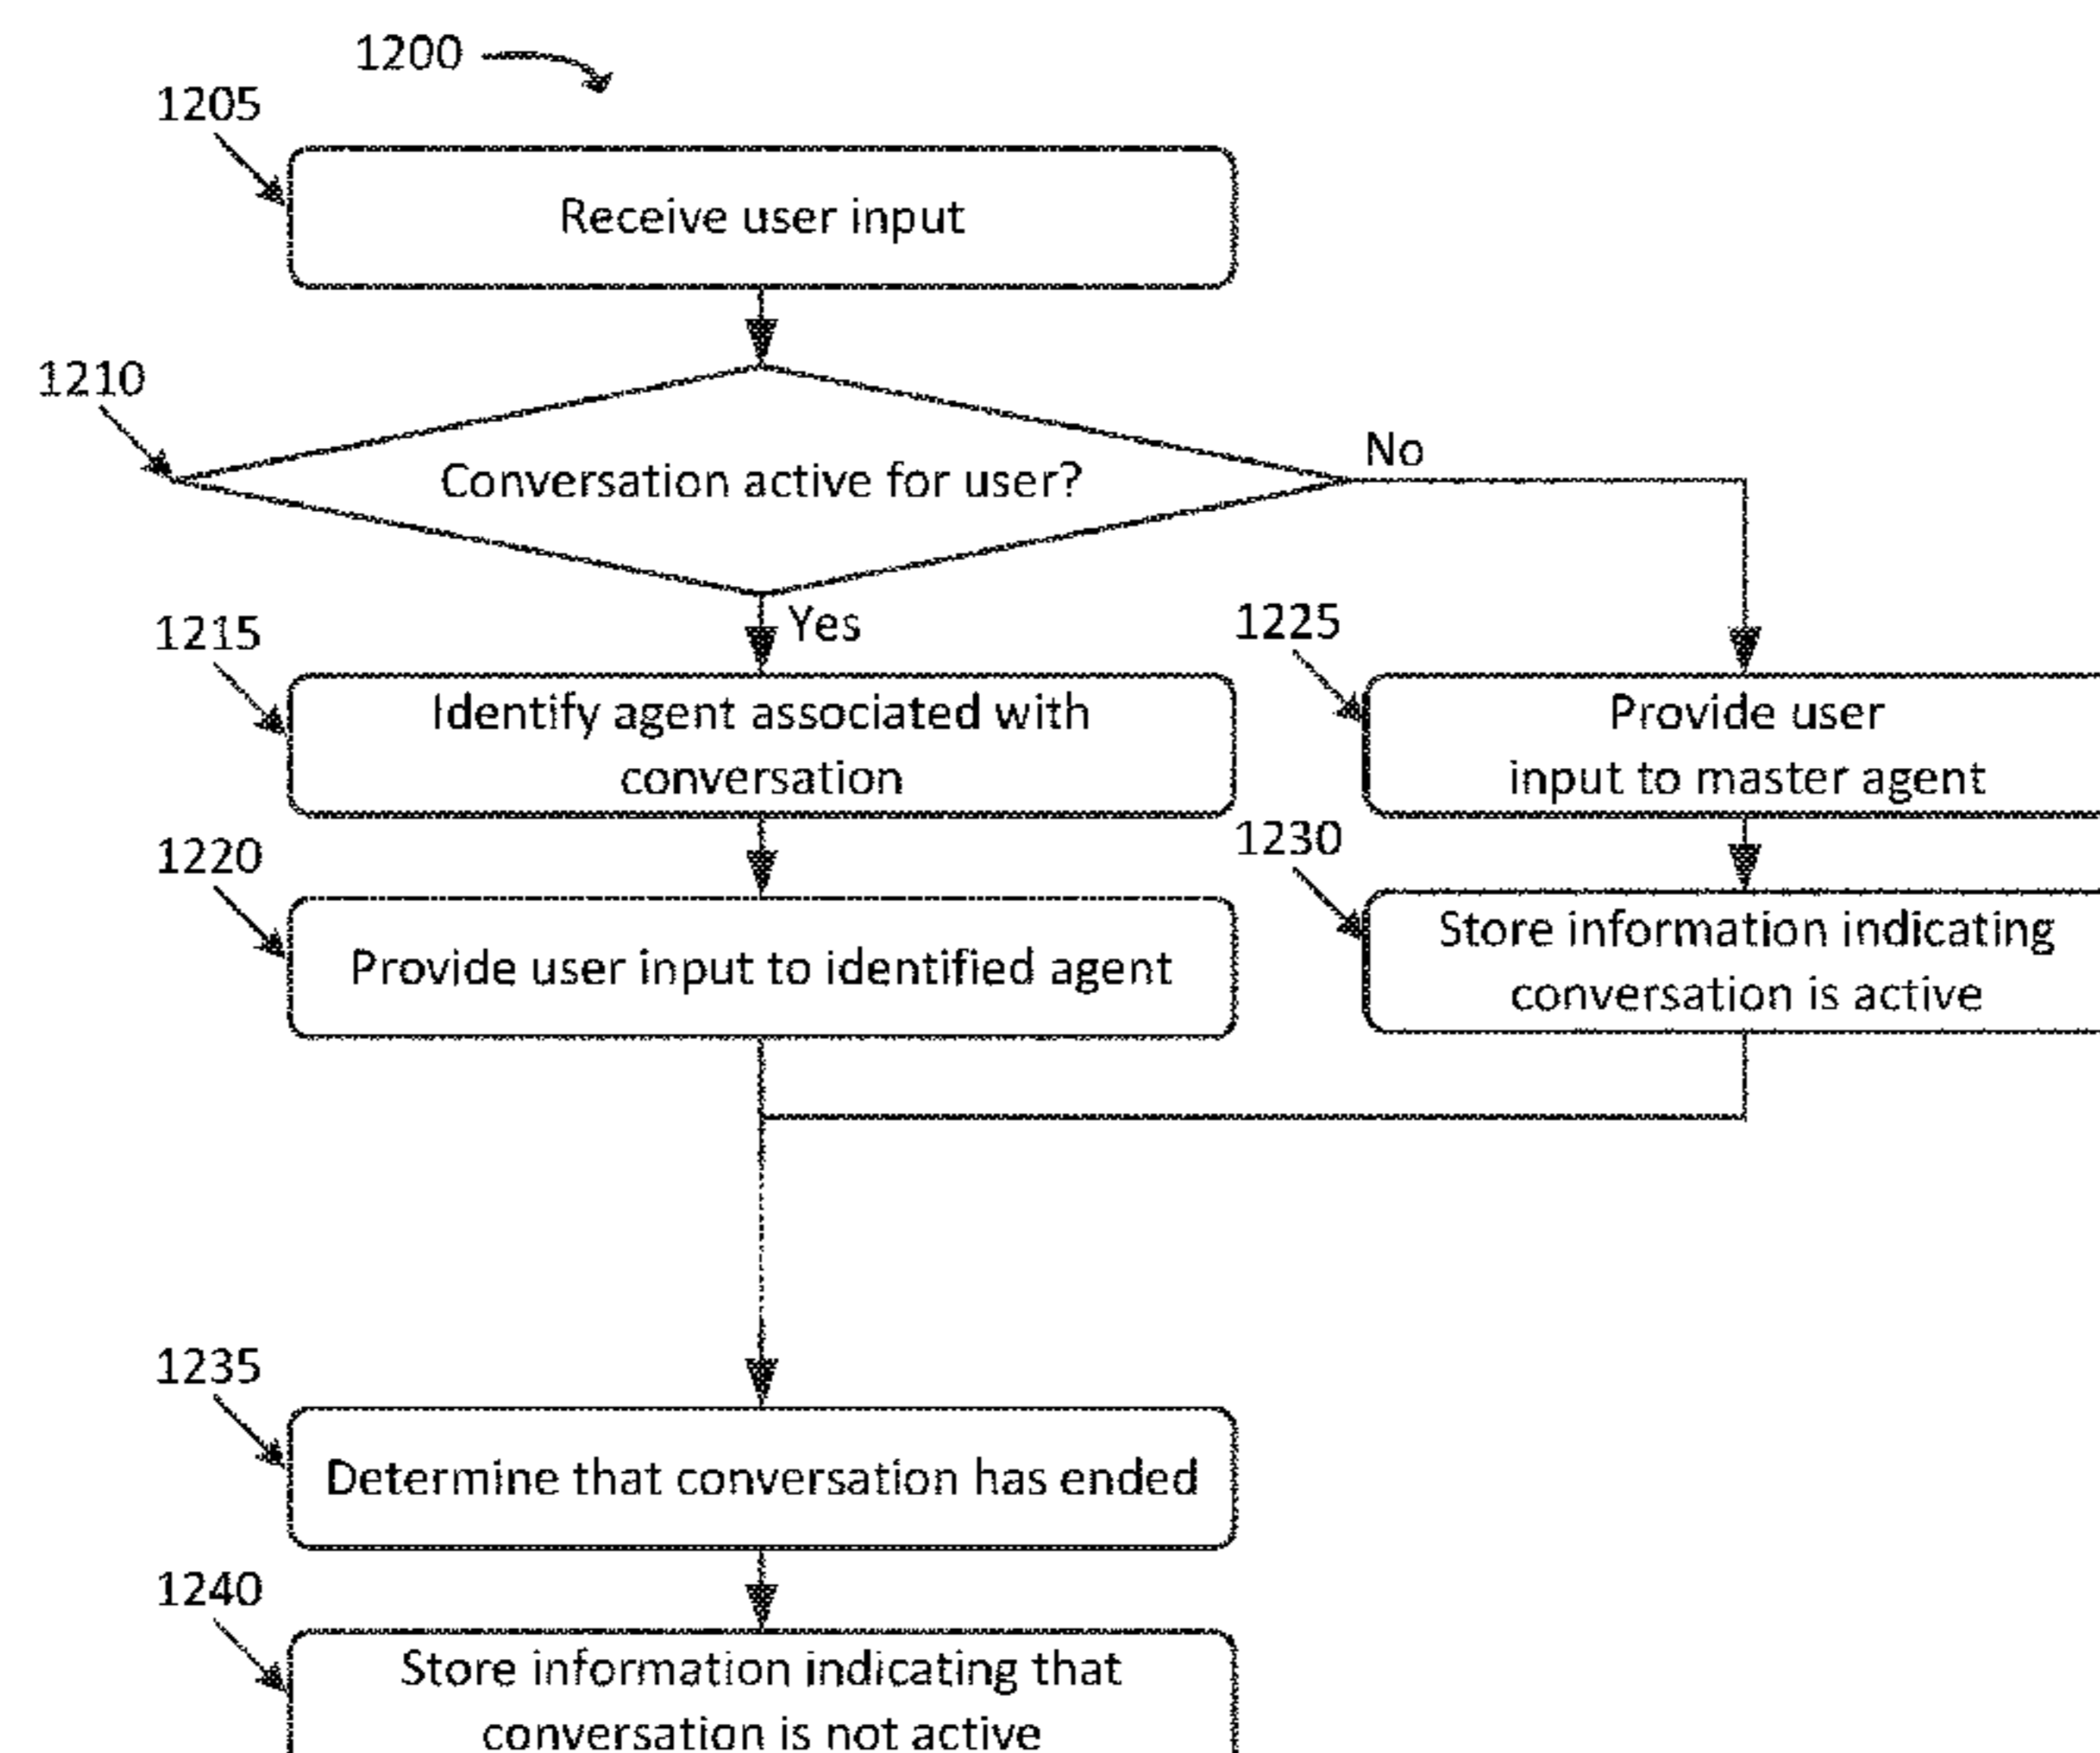 1200
1205
Receive user input
1210
Conversation active for user?
No
Yes
1215
Identify agent associated with
conversation
1225
Provide user
input to master agent
1220
Provide user input to identified agent
1230
Store information indicating
conversation is active
1235
Determine that conversation has ended
1240
Store information indicating that
conversation is not active